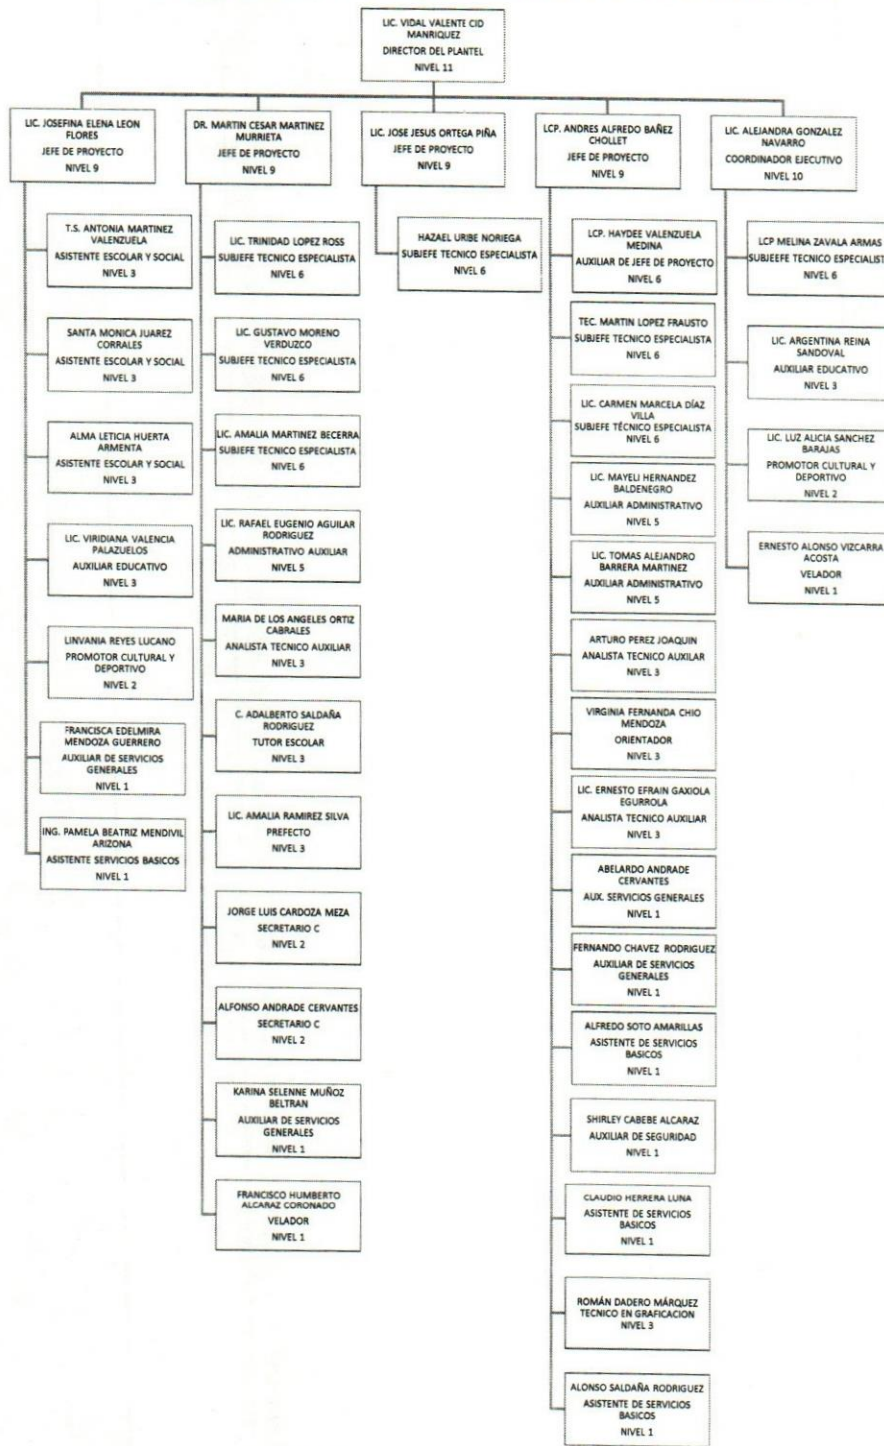 LIC. VIDAL VALENTE CID
MANRIQUEZ
DIRECTOR DEL PLANTEL
NIVEL 11
LIC. JOSEFINA ELENA LEON
FLORES
JEFE DE PROYECTO
NIVEL 9
T.S. ANTONIA MARTINEZ
VALENZUELA
ASISTENTE ESCOLAR Y SOCIAL
NIVEL 3
SANTA MONICA JUAREZ
CORRALES
ASISTENTE ESCOLAR Y SOCIAL
NIVEL 3
ALMA LETICIA HUERTA
ARMENTA
ASISTENTE ESCOLAR Y SOCIAL
NIVEL 3
LIC. VIRIDIANA VALENCIA
PALAZUELOS
AUXILIAR EDUCATIVO
NIVEL 3
LINVANIA REYES LUCANO
PROMOTOR CULTURAL Y
DEPORTIVO
NIVEL 2
FRANCISCA EDELMIRA
MENDOZA GUERRERO
AUXILIAR DE SERVICIOS
GENERALES
NIVEL 1
ING. PAMELA BEATRIZ MENDIVIL
ARIZONA
ASISTENTE SERVICIOS BASICOS
NIVEL 1
DR. MARTIN CESAR MARTINEZ
MURRIETA
JEFE DE PROYECTO
NIVEL 9
LIC. TRINIDAD LOPEZ ROSS
SUBJEFE TECNICO ESPECIALISTA
NIVEL 6
LIC. GUSTAVO MORENO
VERDUZCO
SUBJEFE TECNICO ESPECIALISTA
NIVEL 6
LIC. AMALIA MARTINEZ BECERRA
SUBJEFE TECNICO ESPECIALISTA
NIVEL 6
LIC. RAFAEL EUGENIO AGUILAR
RODRIGUEZ
ADMINISTRATIVO AUXILIAR
NIVEL 5
MARIA DE LOS ANGELES ORTIZ
CABRALES
ANALISTA TECNICO AUXILIAR
NIVEL 3
C. ADALBERTO SALDAÑA
RODRIGUEZ
TUTOR ESCOLAR
NIVEL 3
LIC. AMALIA RAMIREZ SILVA
PREFECTO
NIVEL 3
JORGE LUIS CARDOZA MEZA
SECRETARIO C
NIVEL 2
ALFONSO ANDRADE CERVANTES
SECRETARIO C
NIVEL 2
KARINA SELENNE MUÑOZ
BELTRAN
AUXILIAR DE SERVICIOS
GENERALES
NIVEL 1
FRANCISCO HUMBERTO
ALCARAZ CORONADO
VELADOR
NIVEL 1
LIC. JOSE JESUS ORTEGA PIÑA
JEFE DE PROYECTO
NIVEL 9
HAZAEL URIBE NORIEGA
SUBJEFE TECNICO ESPECIALISTA
NIVEL 6
LCP. ANDRES ALFREDO BAÑEZ
CHOLLET
JEFE DE PROYECTO
NIVEL 9
LCP. HAYDEE VALENZUELA
MEDINA
AUXILIAR DE JEFE DE PROYECTO
NIVEL 6
TEC. MARTIN LOPEZ FRAUSTO
SUBJEFE TECNICO ESPECIALISTA
NIVEL 6
LIC. CARMEN MARCELA DÍAZ
VILLA
SUBJEFE TÉCNICO ESPECIALISTA
NIVEL 6
LIC. MAYELI HERNANDEZ
BALDENEGRO
AUXILIAR ADMINISTRATIVO
NIVEL 5
LIC. TOMAS ALEJANDRO
BARRERA MARTINEZ
AUXILIAR ADMINISTRATIVO
NIVEL 5
ARTURO PEREZ JOAQUIN
ANALISTA TECNICO AUXILAR
NIVEL 3
VIRGINIA FERNANDA CHIO
MENDOZA
ORIENTADOR
NIVEL 3
LIC. ERNESTO EFRAIN GAXIOLA
EGURROLA
ANALISTA TECNICO AUXILIAR
NIVEL 3
ABELARDO ANDRADE
CERVANTES
AUX. SERVICIOS GENERALES
NIVEL 1
FERNANDO CHAVEZ RODRIGUEZ
AUXILIAR DE SERVICIOS
GENERALES
NIVEL 1
ALFREDO SOTO AMARILLAS
ASISTENTE DE SERVICIOS
BASICOS
NIVEL 1
SHIRLEY CABEBE ALCARAZ
AUXILIAR DE SEGURIDAD
NIVEL 1
CLAUDIO HERRERA LUNA
ASISTENTE DE SERVICIOS
BASICOS
NIVEL 1
ROMÁN DADERO MÁRQUEZ
TECNICO EN GRAFICACION
NIVEL 3
ALONSO SALDAÑA RODRIGUEZ
ASISTENTE DE SERVICIOS
BASICOS
NIVEL 1
LIC. ALEJANDRA GONZALEZ
NAVARRO
COORDINADOR EJECUTIVO
NIVEL 10
LCP MELINA ZAVALA ARMAS
SUBJEEFE TECNICO ESPECIALIST
NIVEL 6
LIC. ARGENTINA REINA
SANDOVAL
AUXILIAR EDUCATIVO
NIVEL 3
LIC. LUZ ALICIA SANCHEZ
BARAJAS
PROMOTOR CULTURAL Y
DEPORTIVO
NIVEL 2
ERNESTO ALONSO VIZCARRA
ACOSTA
VELADOR
NIVEL 1